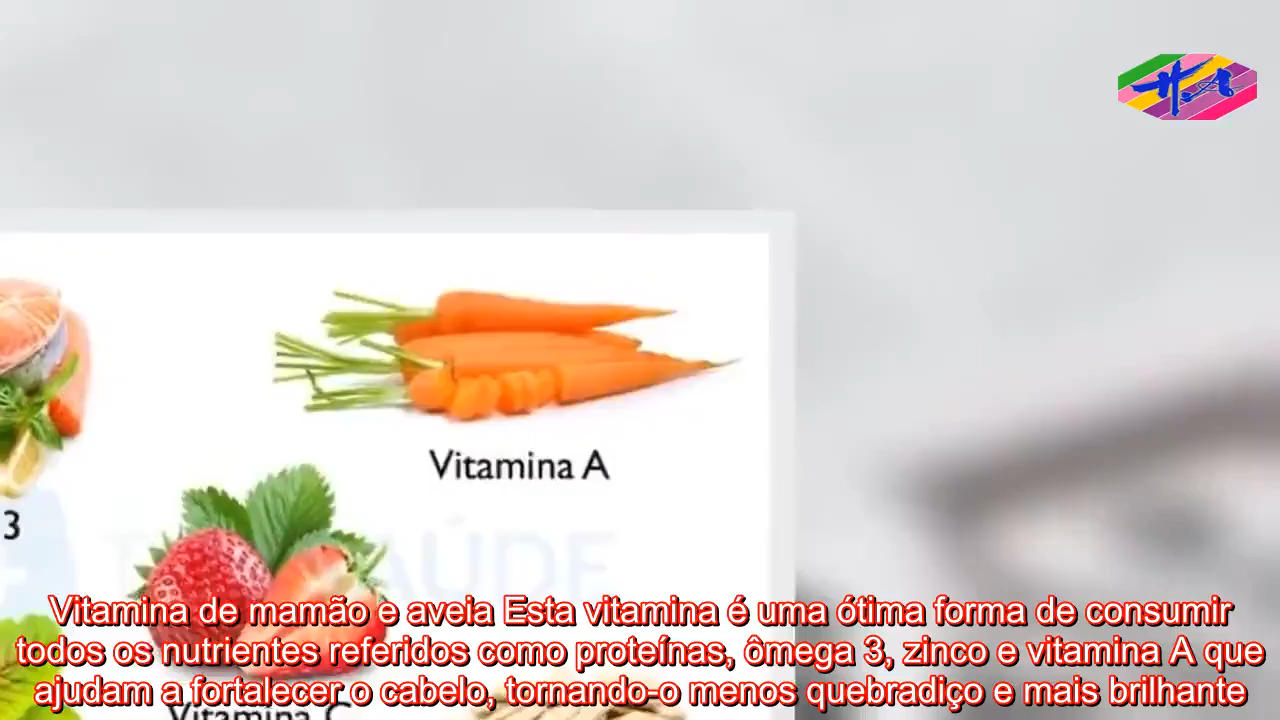 Vitamina A
3
Vitamina C
Vitamina de mamão e aveia Esta vitamina é uma ótima forma de consumir
todos os nutrientes referidos como proteínas, ômega 3, zinco e vitamina A que
ajudam a fortalecer o cabelo, tornando-o menos quebradiço e mais brilhante